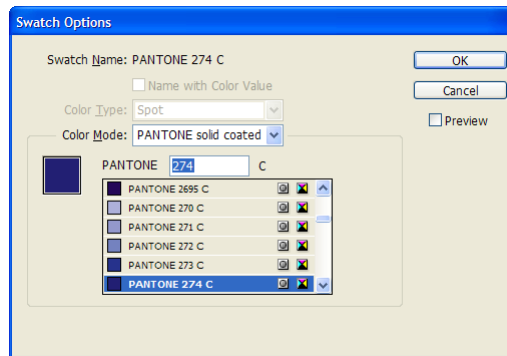 Swatch Options
Swatch Name: PANTONE 274 C
OK
Name with Color Value
Cancel
Color Type: Spot
Preview
Color Mode: PANTONE solid coated
PANTONE 274 C
PANTONE 2695 C
PANTONE 270 C
PANTONE 271 C
PANTONE 272 C
PANTONE 273 C
PANTONE 274 C